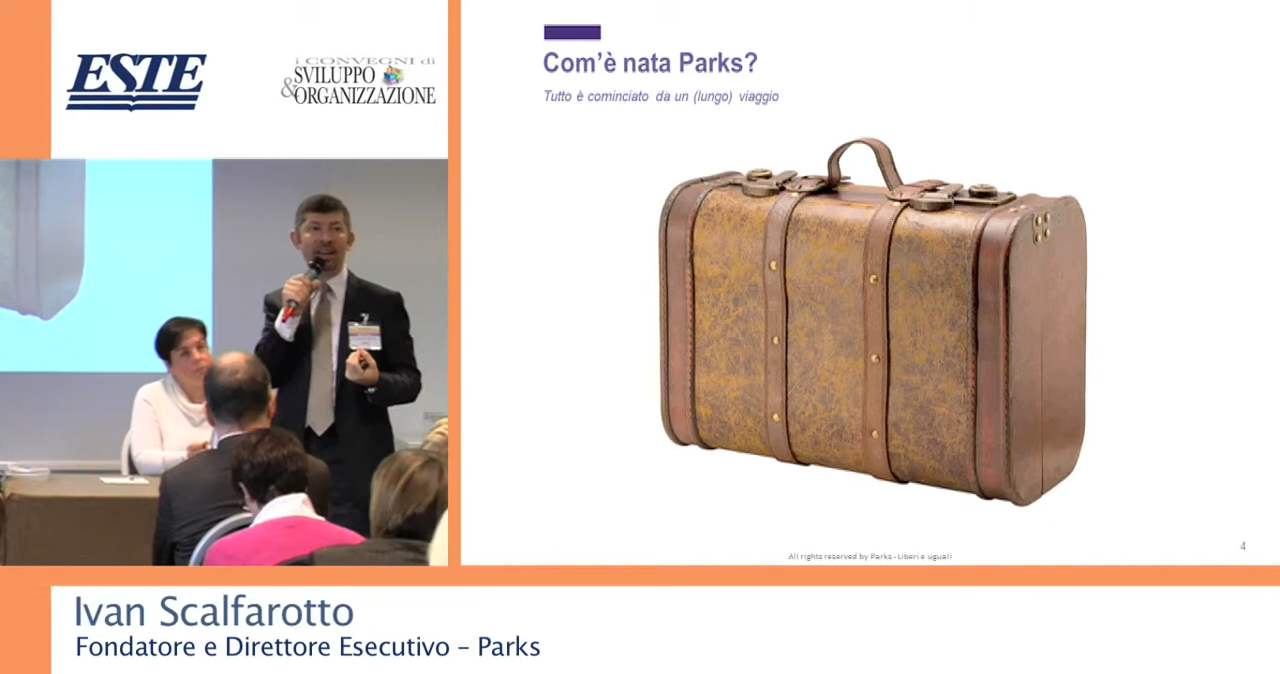 ESTE
i CONVEGNI di
SVILUPPO
&ORGANIZZAZIONE
Com'è nata Parks?
Tutto è cominciato da un (lungo) viaggio
All rights reserved by Parks - Liberi e uguali
4
Ivan Scalfarotto
Fondatore e Direttore Esecutivo – Parks